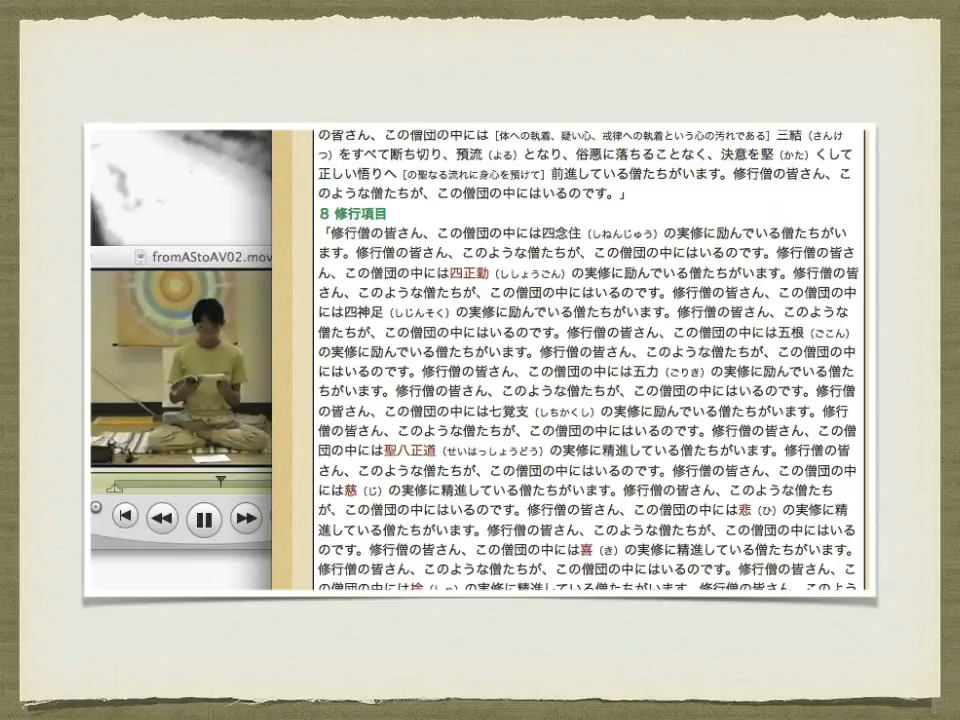 の皆さん、この僧団の中には [体への執着、疑い心、戒律への執着という心の汚れである] 三結（さんけ
つ）をすべて断ち切り、預流（よる）となり、俗悪に落ちることなく、決意を堅（かた）くして
正しい悟りへ [の聖なる流れに身心を預けて] 前進している僧たちがいます。修行僧の皆さん、こ
のような僧たちが、この僧団の中にはいるのです。」
8 修行項目
「修行僧の皆さん、この僧団の中には四念住（しねんじゅう）の実修に励んでいる僧たちがい
ます。修行僧の皆さん、このような僧たちが、この僧団の中にはいるのです。修行僧の皆さ
ん、この僧団の中には四正勤（ししょうごん）の実修に励んでいる僧たちがいます。修行僧の皆
さん、このような僧たちが、この僧団の中にはいるのです。修行僧の皆さん、この僧団の中
には四神足（しじんそく）の実修に励んでいる僧たちがいます。修行僧の皆さん、このような
僧たちが、この僧団の中にはいるのです。修行僧の皆さん、この僧団の中には五根（ごこん）
の実修に励んでいる僧たちがいます。修行僧の皆さん、このような僧たちが、この僧団の中
にはいるのです。修行僧の皆さん、この僧団の中には五力（ごりき）の実修に励んでいる僧た
ちがいます。修行僧の皆さん、このような僧たちが、この僧団の中にはいるのです。修行僧
の皆さん、この僧団の中には七覚支（しちかくし）の実修に励んでいる僧たちがいます。修行
僧の皆さん、このような僧たちが、この僧団の中にはいるのです。修行僧の皆さん、この僧
団の中には聖八正道（せいはっしょうどう）の実修に精進している僧たちがいます。修行僧の皆
さん、このような僧たちが、この僧団の中にはいるのです。修行僧の皆さん、この僧団の中
には慈（じ）の実修に精進している僧たちがいます。修行僧の皆さん、このような僧たち
が、この僧団の中にはいるのです。修行僧の皆さん、この僧団の中には悲（ひ）の実修に精
進している僧たちがいます。修行僧の皆さん、このような僧たちが、この僧団の中にはいる
のです。修行僧の皆さん、この僧団の中には喜（き）の実修に精進している僧たちがいます。
修行僧の皆さん、このような僧たちが、この僧団の中にはいるのです。修行僧の皆さん、こ
の僧団の中には捨（しゃ）の実修に精進している僧たちがいます。修行僧の皆さん、このよう
fromAStoAV02.mov